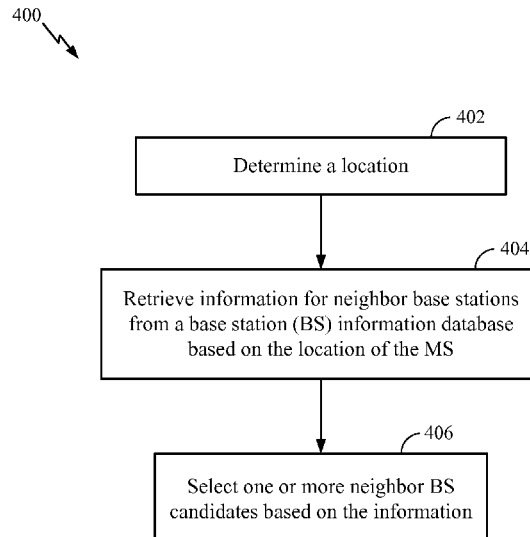 400
402
Determine a location
404
Retrieve information for neighbor base stations
from a base station (BS) information database
based on the location of the MS
406
Select one or more neighbor BS
candidates based on the information